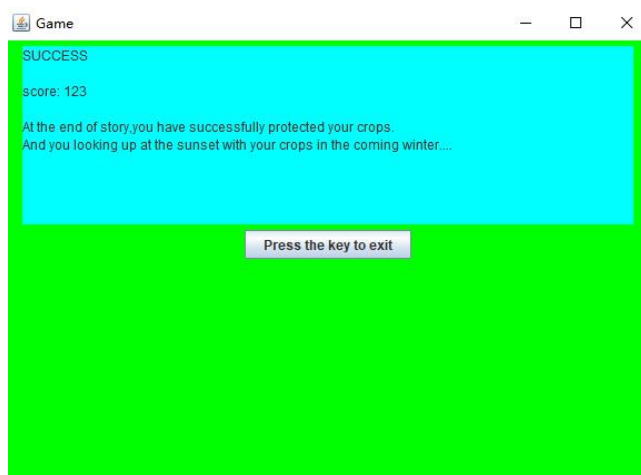 Game
SUCCESS
score: 123
At the end of story,you have successfully protected your crops.
And you looking up at the sunset with your crops in the coming winter....
Press the key to exit